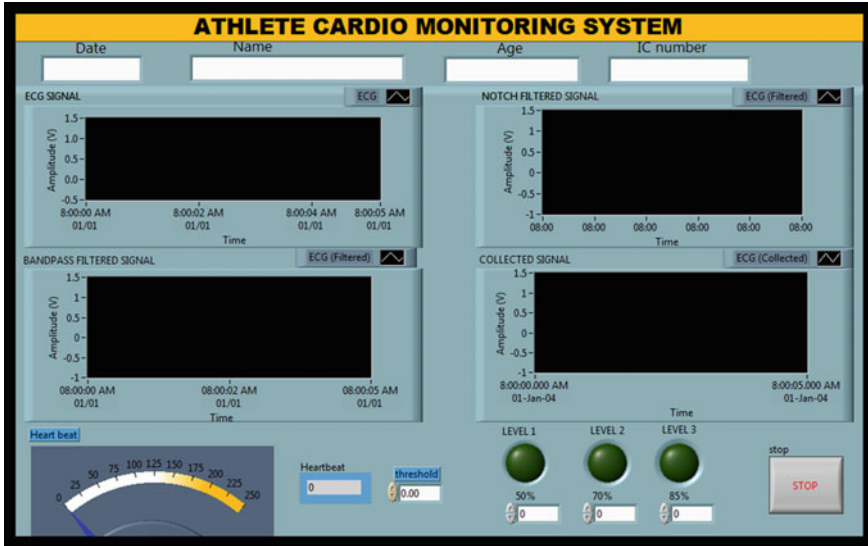 ATHLETE CARDIO MONITORING SYSTEM
Date Name Age IC number
ECG SIGNAL ECG
1.5
1.0
0.5
0.0
-0.5
Amplitude (V)
8:00:00 AM 8:00:02 AM 8:00:04 AM 8:00:05 AM
01/01 01/01 01/01 01/01
Time
NOTCH FILTERED SIGNAL ECG (Filtered)
1.5
1
0.5
0
-0.5
-1
Amplitude (V)
08:00 08:00 08:00 08:00 08:00 08:00
Time
BANDPASS FILTERED SIGNAL ECG (Filtered)
1.5
1
0.5
0
-0.5
-1
Amplitude (V)
08:00:00 AM 08:00:02 AM 08:00:05 AM
01/01 01/01 01/01
Time
COLLECTED SIGNAL ECG (Collected)
1.5
1
0.5
0
-0.5
-1
Amplitude (V)
8:00:00.000 AM 8:00:05.000 AM
01-Jan-04 01-Jan-04
Time
Heart beat
0 25 50 75 100 125 150 175 200 225 250
Heartbeat
0
threshold
0.00
LEVEL 1 LEVEL 2 LEVEL 3
50% 70% 85%
0 0 0
stop
STOP